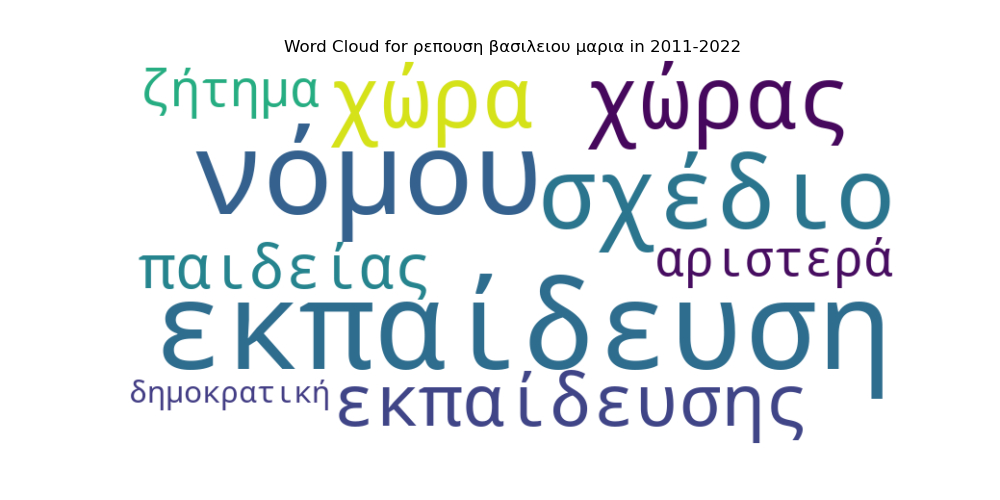 Word Cloud for ρεπουση βασιλειου μαρια in 2011-2022
ζήτημα χώρα χώρας
νόμου σχέδιο
παιδείας αριστερά
εκπαίδευση
δημοκρατική εκπαίδευσης